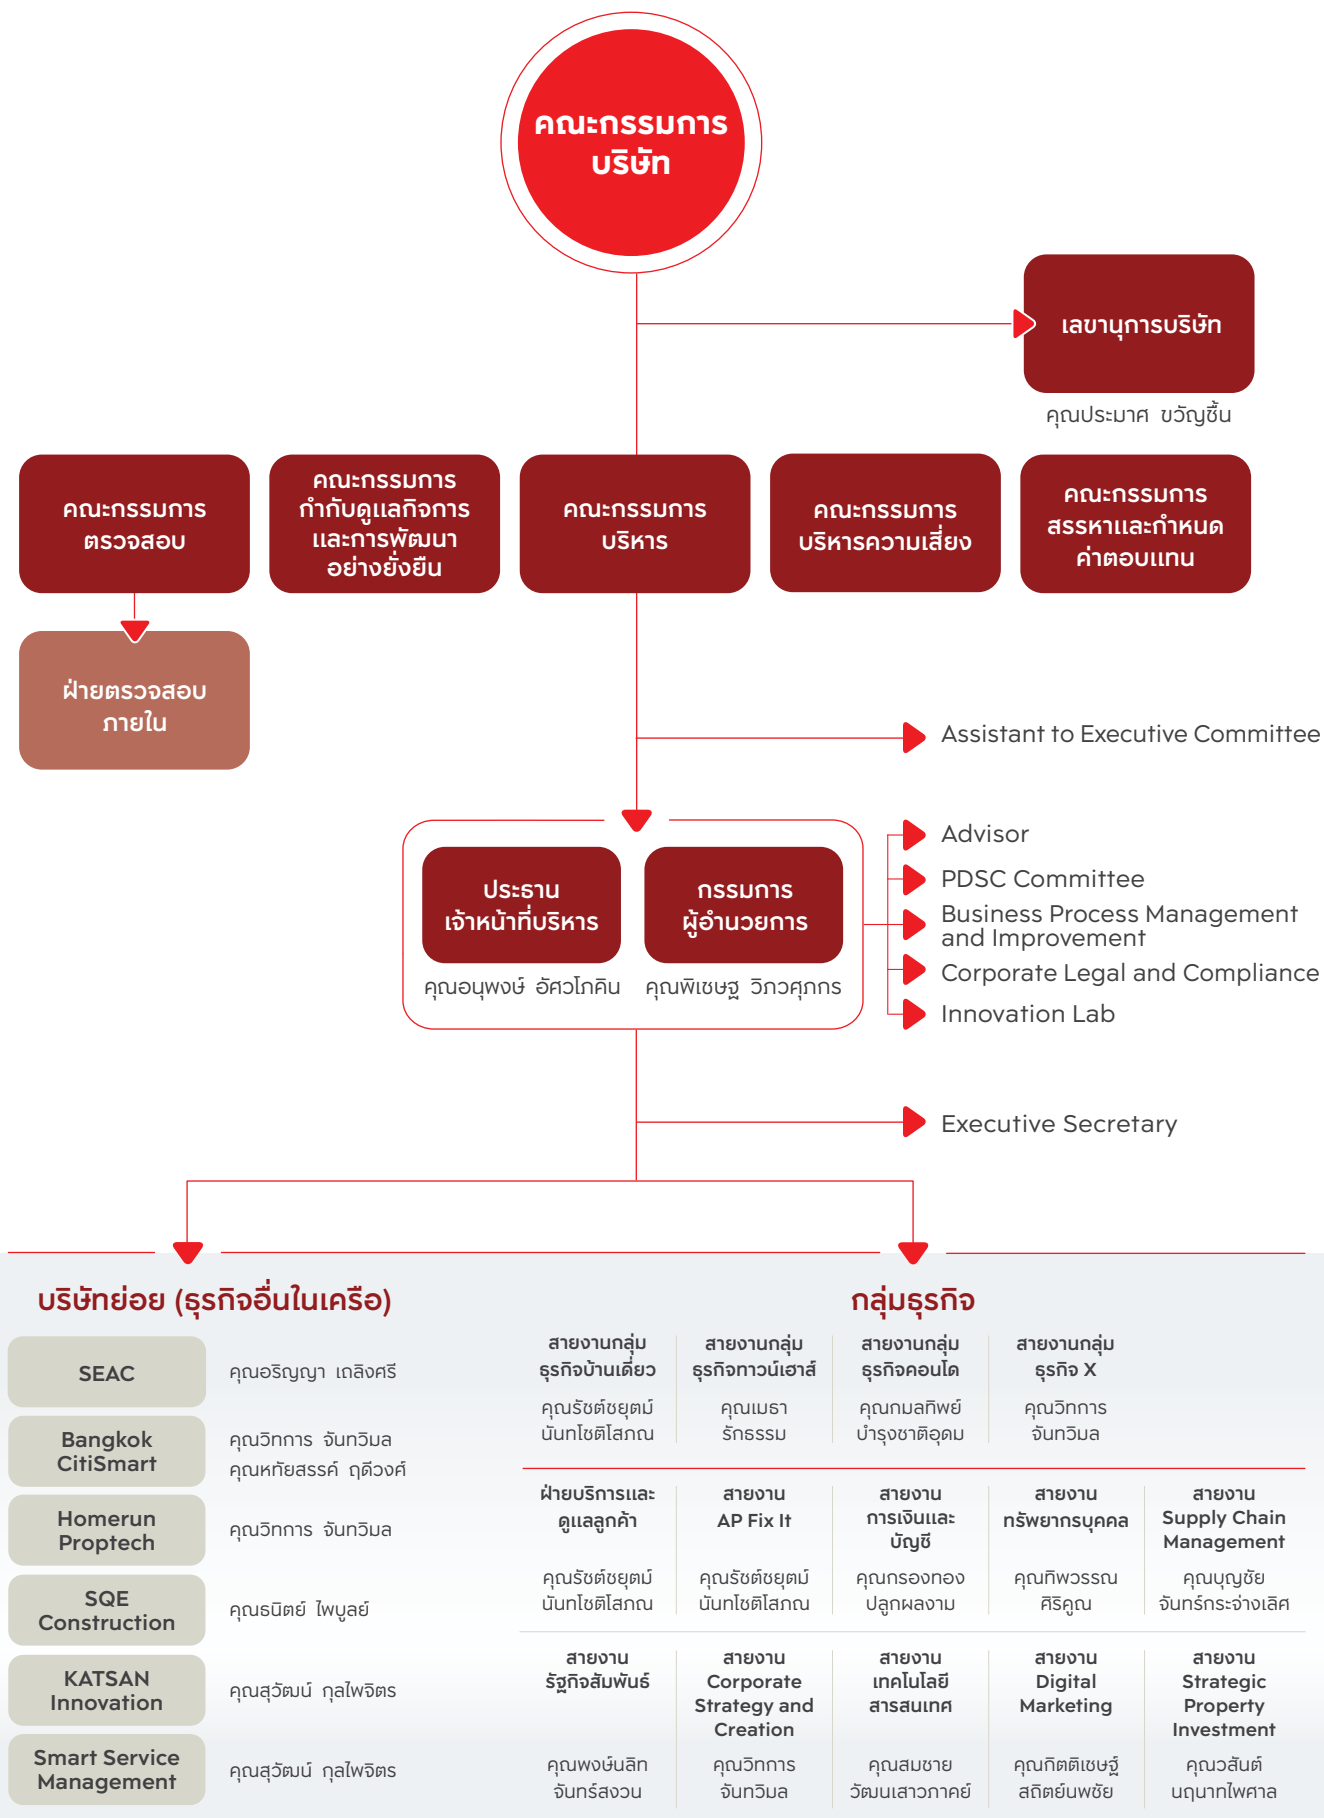 คณะกรรมการ
บริษัท
เลขานุการบริษัท
คุณประมาศ ขวัญชื้น
คณะกรรมการ
ตรวจสอบ
คณะกรรมการ
กำกับดูแลกิจการ
และการพัฒนา
อย่างยั่งยืน
คณะกรรมการ
บริหาร
คณะกรรมการ
บริหารความเสี่ยง
คณะกรรมการ
สรรหาและกำหนด
ค่าตอบแทน
ฝ่ายตรวจสอบ
ภายใน
Assistant to Executive Committee
ประธาน
เจ้าหน้าที่บริหาร
คุณอนุพงษ์ อัศวโภคิน
กรรมการ
ผู้อำนวยการ
คุณพิเชษฐ วิภวศุภกร
Advisor
PDSC Committee
Business Process Management
and Improvement
Corporate Legal and Compliance
Innovation Lab
Executive Secretary
บริษัทย่อย (ธุรกิจอื่นในเครือ)
SEAC
คุณอริญญา เถลิงศรี
Bangkok
CitiSmart
คุณวิทการ จันทวิมล
คุณหทัยสรรค์ ฤดีวงศ์
Homerun
Proptech
คุณวิทการ จันทวิมล
SQE
Construction
คุณธนิตย์ ไพบูลย์
KATSAN
Innovation
คุณสุวัฒน์ กุลไพจิตร
Smart Service
Management
คุณสุวัฒน์ กุลไพจิตร
กลุ่มธุรกิจ
สายงานกลุ่ม
ธุรกิจบ้านเดี่ยว
คุณรัชต์ชยุตม์
นันทโชติโสภณ
สายงานกลุ่ม
ธุรกิจทาวน์เฮาส์
คุณเมธา
รักธรรม
สายงานกลุ่ม
ธุรกิจคอนโด
คุณกมลทิพย์
บำรุงชาติอุดม
สายงานกลุ่ม
ธุรกิจ X
คุณวิทการ
จันทวิมล
ฝ่ายบริการและ
ดูแลลูกค้า
คุณรัชต์ชยุตม์
นันทโชติโสภณ
สายงาน
AP Fix It
คุณรัชต์ชยุตม์
นันทโชติโสภณ
สายงาน
การเงินและ
บัญชี
คุณกรองทอง
ปลูกผลงาม
สายงาน
ทรัพยากรบุคคล
คุณทิพวรรณ
ศิริคูณ
สายงาน
Supply Chain
Management
คุณบุญชัย
จันทร์กระจ่างเลิศ
สายงาน
รัฐกิจสัมพันธ์
คุณพงษ์นลิท
จันทร์สงวน
สายงาน
Corporate
Strategy and
Creation
คุณวิทการ
จันทวิมล
สายงาน
เทคโนโลยี
สารสนเทศ
คุณสมชาย
วัฒนเสาวภาคย์
สายงาน
Digital
Marketing
คุณกิตติเชษฐ์
สถิตย์นพชัย
สายงาน
Strategic
Property
Investment
คุณวสันต์
นฤนาทไพศาล